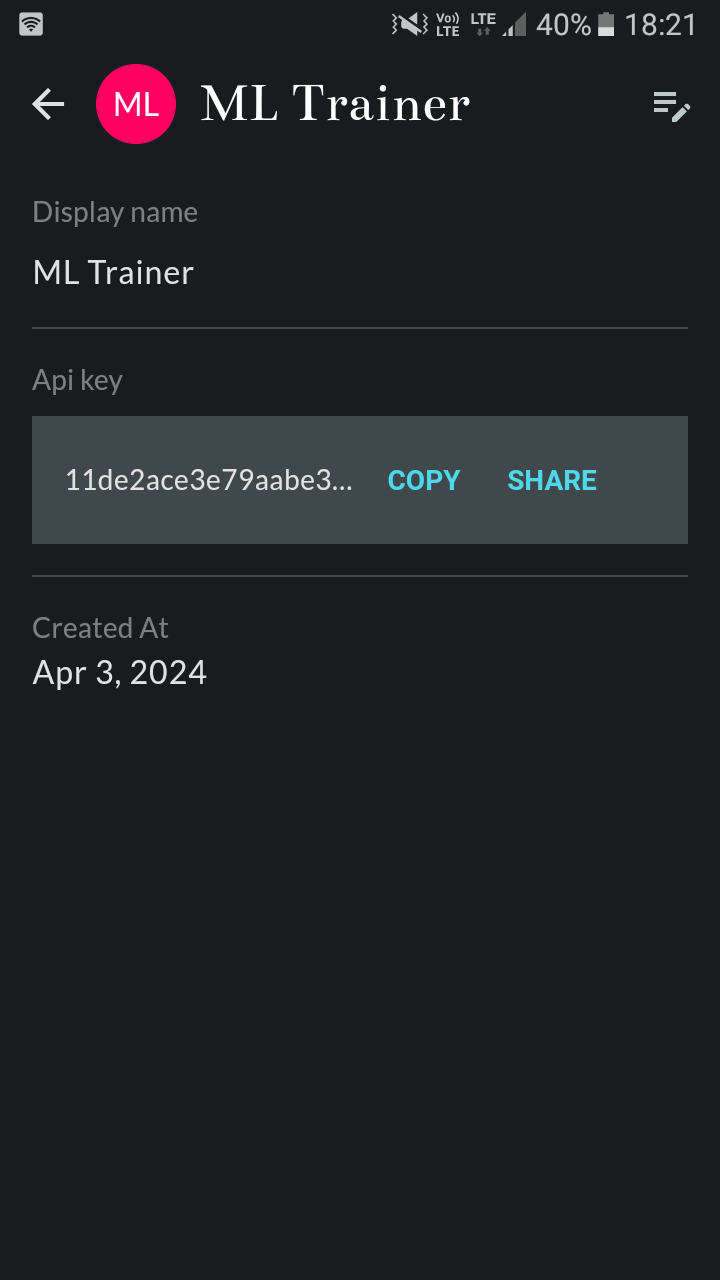 Vo)) LTE LTE 40% 18:21
ML ML Trainer
Display name
ML Trainer
Api key
11de2ace3e79aabe3... COPY SHARE
Created At
Apr 3, 2024